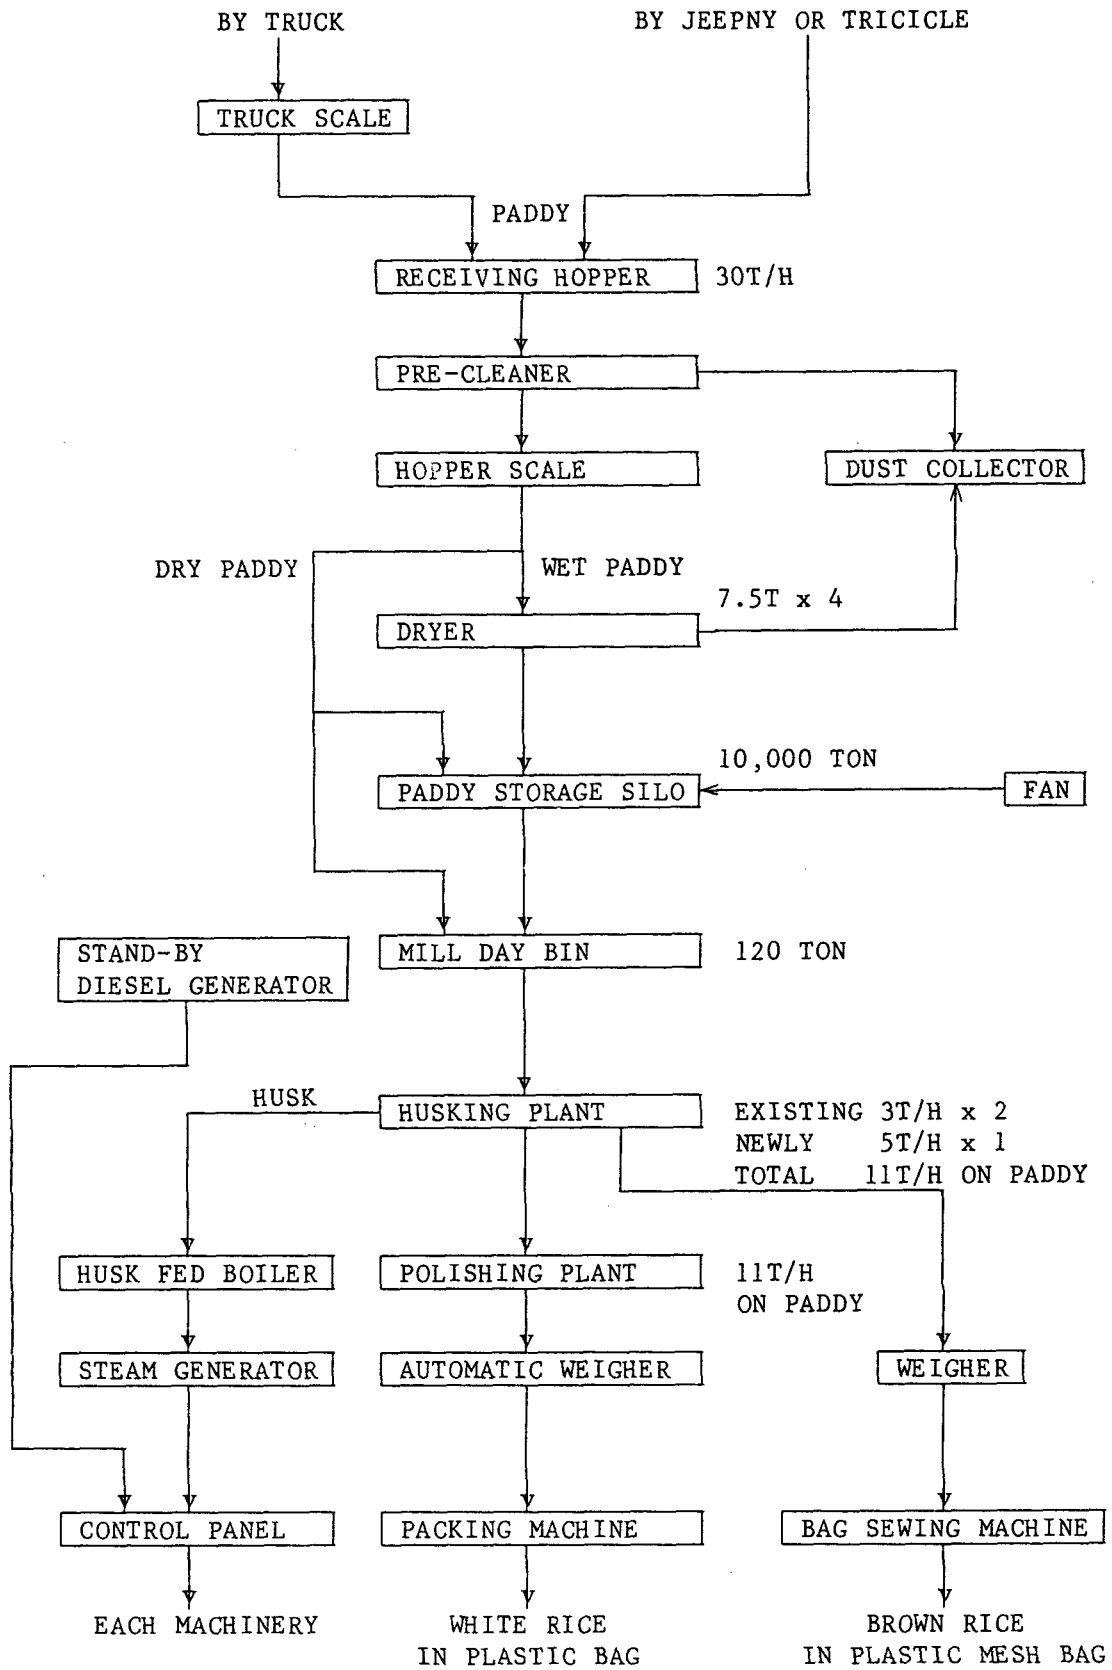 BY TRUCK
BY JEEPNY OR TRICICLE
TRUCK SCALE
PADDY
RECEIVING HOPPER
30T/H
PRE-CLEANER
HOPPER SCALE
DUST COLLECTOR
DRY PADDY
WET PADDY
7.5T x 4
DRYER
10,000 TON
PADDY STORAGE SILO
FAN
STAND-BY
DIESEL GENERATOR
MILL DAY BIN
120 TON
HUSK
HUSKING PLANT
EXISTING 3T/H x 2
NEWLY 5T/H x 1
TOTAL 11T/H ON PADDY
HUSK FED BOILER
POLISHING PLANT
11T/H
ON PADDY
STEAM GENERATOR
AUTOMATIC WEIGHER
WEIGHER
CONTROL PANEL
PACKING MACHINE
BAG SEWING MACHINE
EACH MACHINERY
WHITE RICE
IN PLASTIC BAG
BROWN RICE
IN PLASTIC MESH BAG